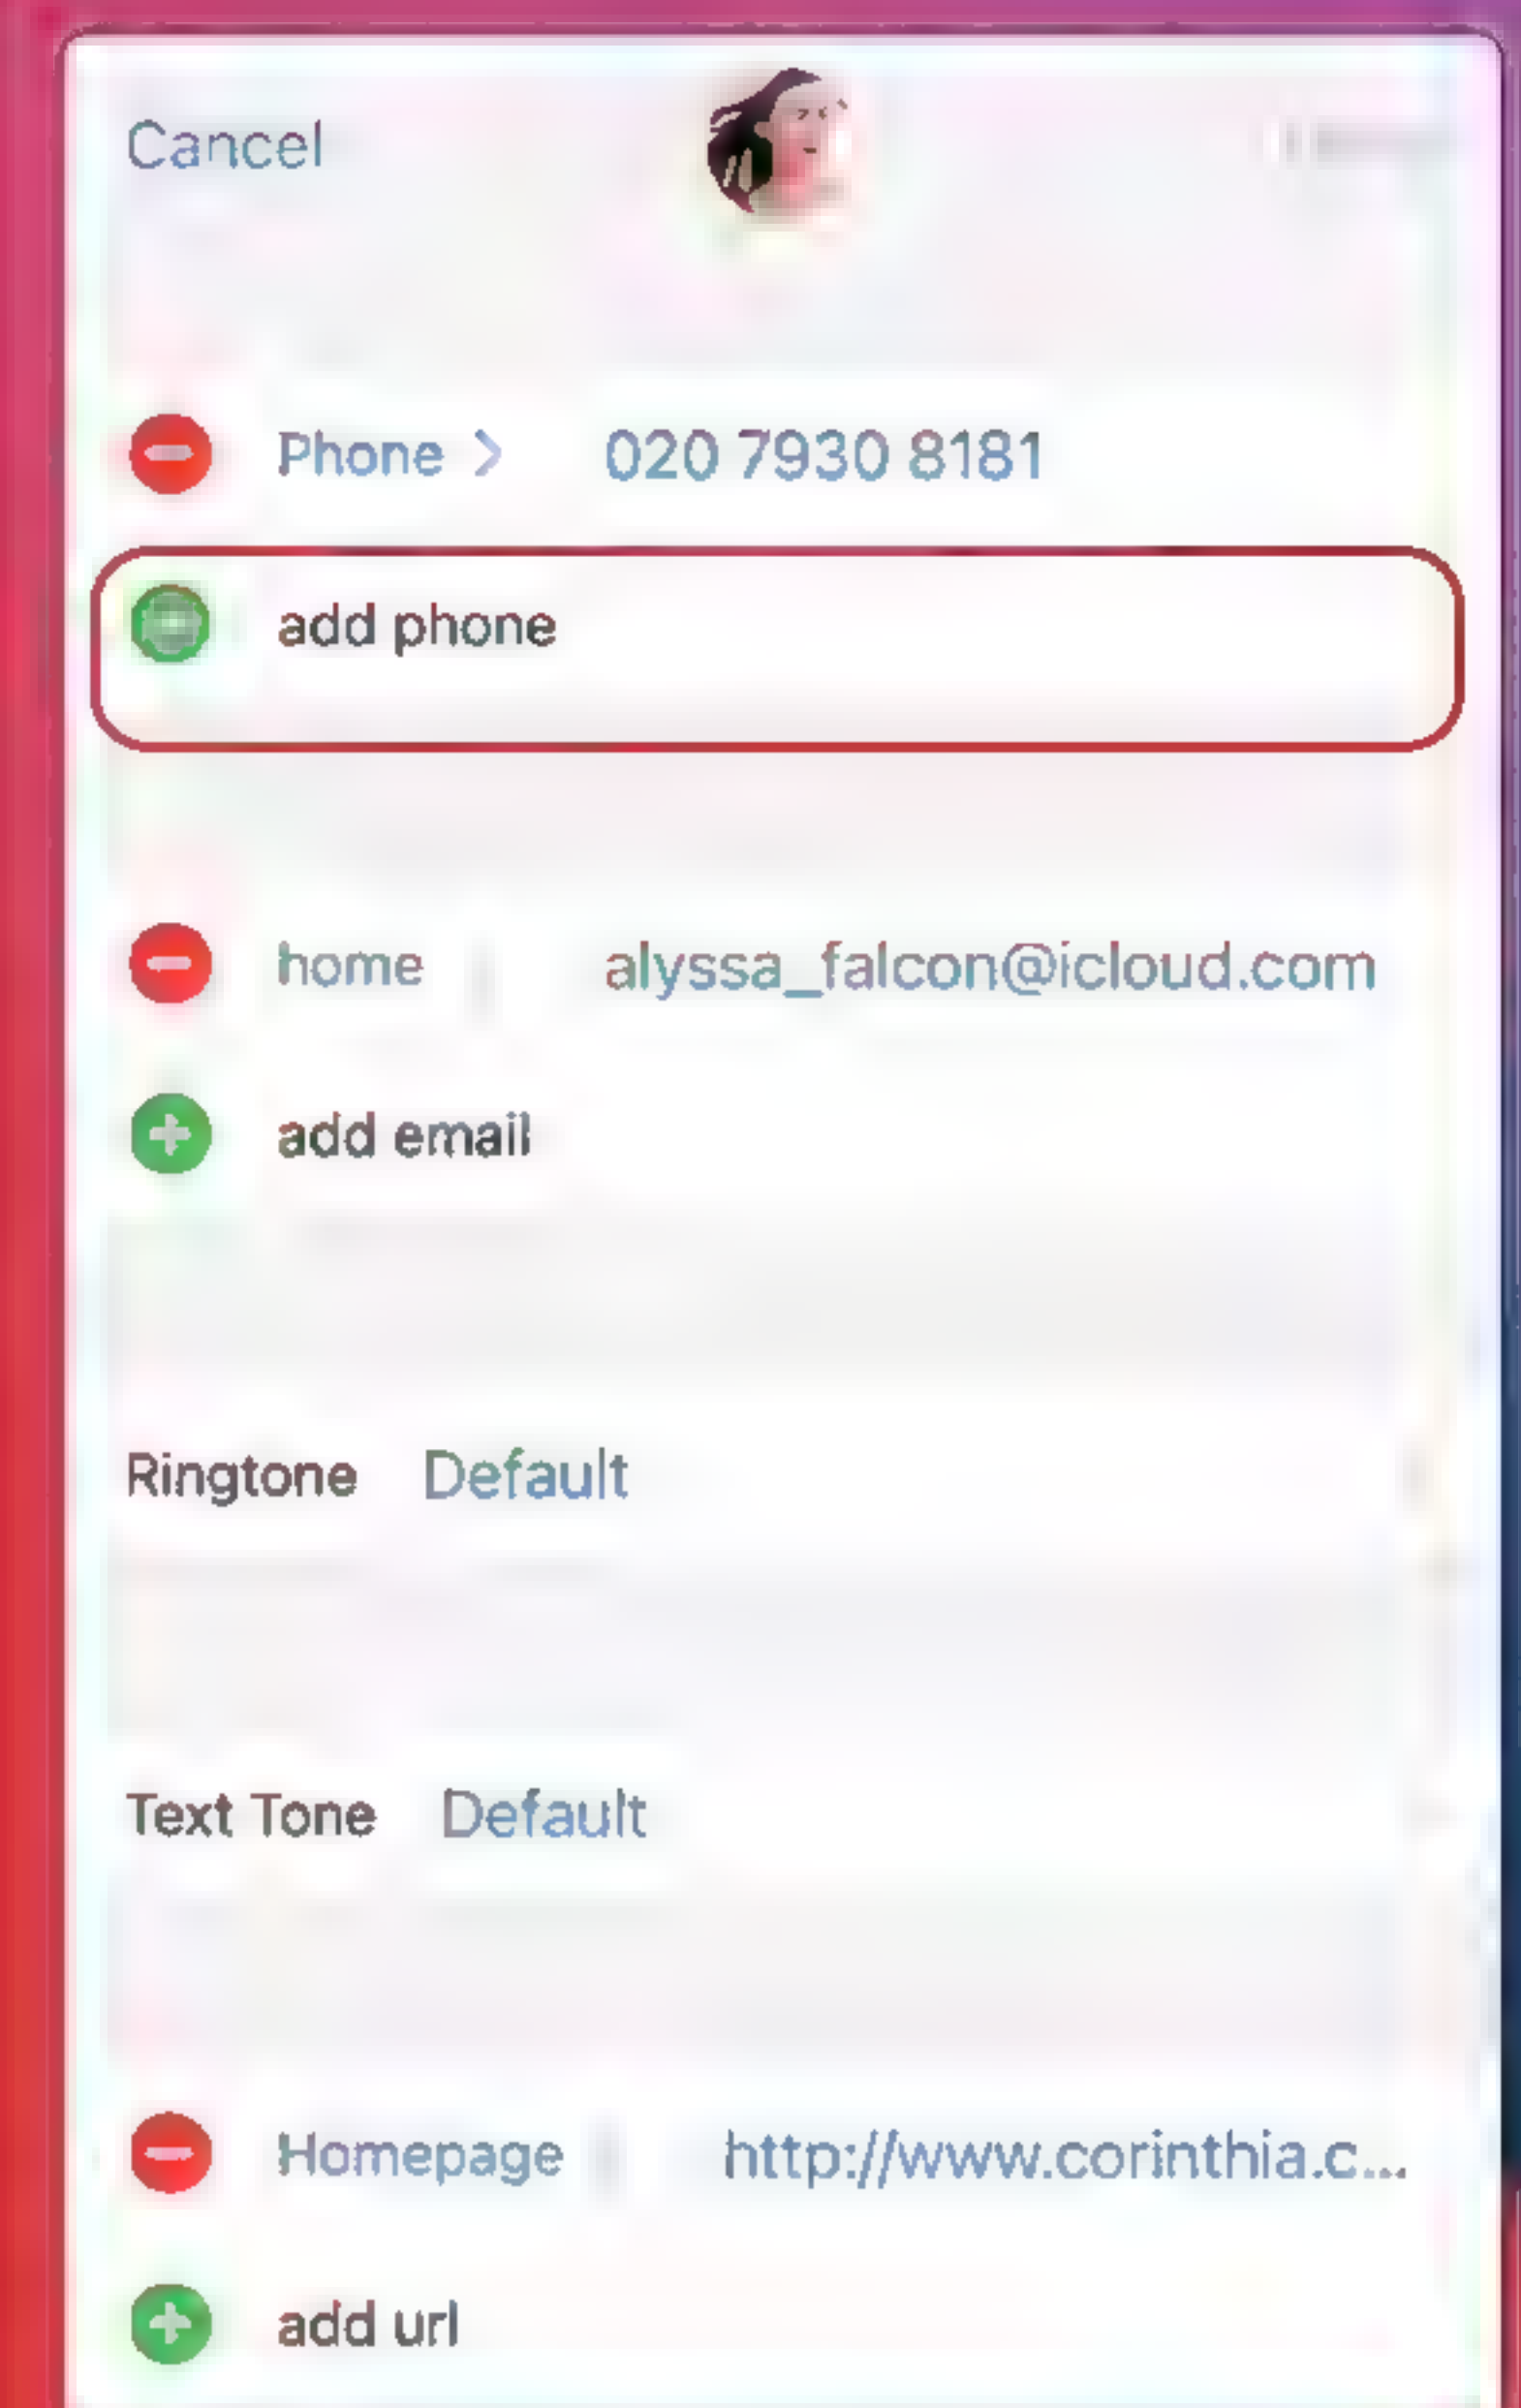 Cancel
Phone 020 7930 8181
add phone
home alyssa_falcon@icloud.com
add email
Ringtone Default
Text Tone Default
Homepage http://www.corinthia.c...
add url